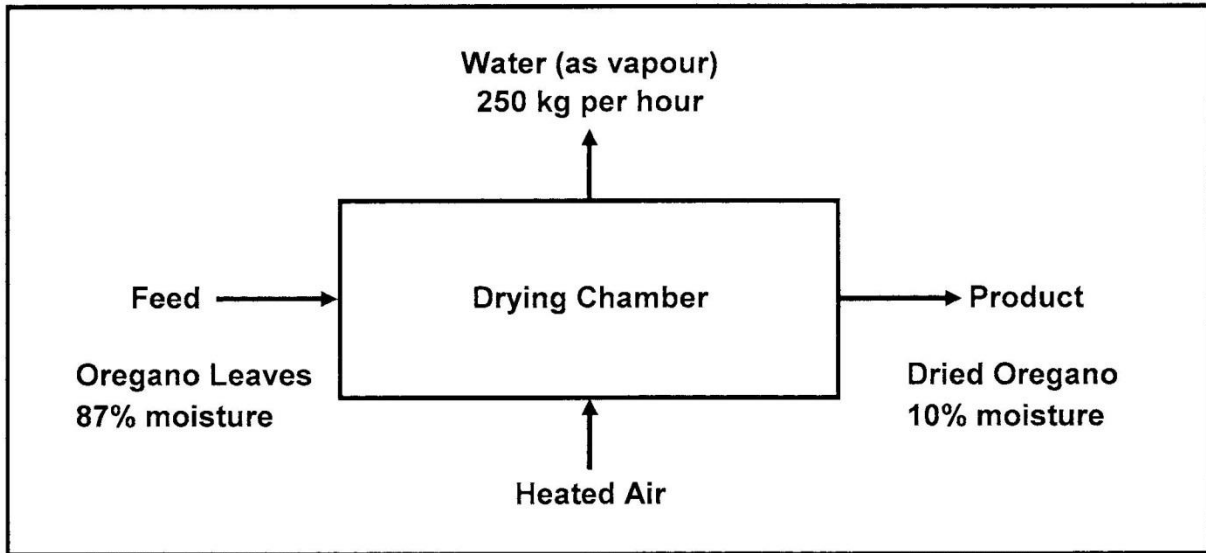 Water (as vapour)
250 kg per hour
Feed
Drying Chamber
Product
Oregano Leaves
87% moisture
Dried Oregano
10% moisture
Heated Air